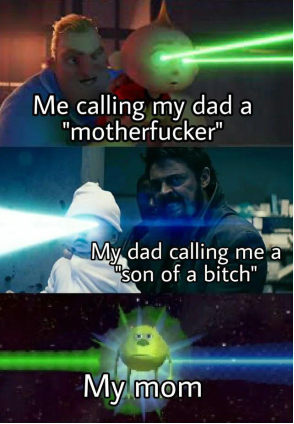 Me calling my dad a
"motherfucker"
My dad calling me a
"son of a bitch"
My mom